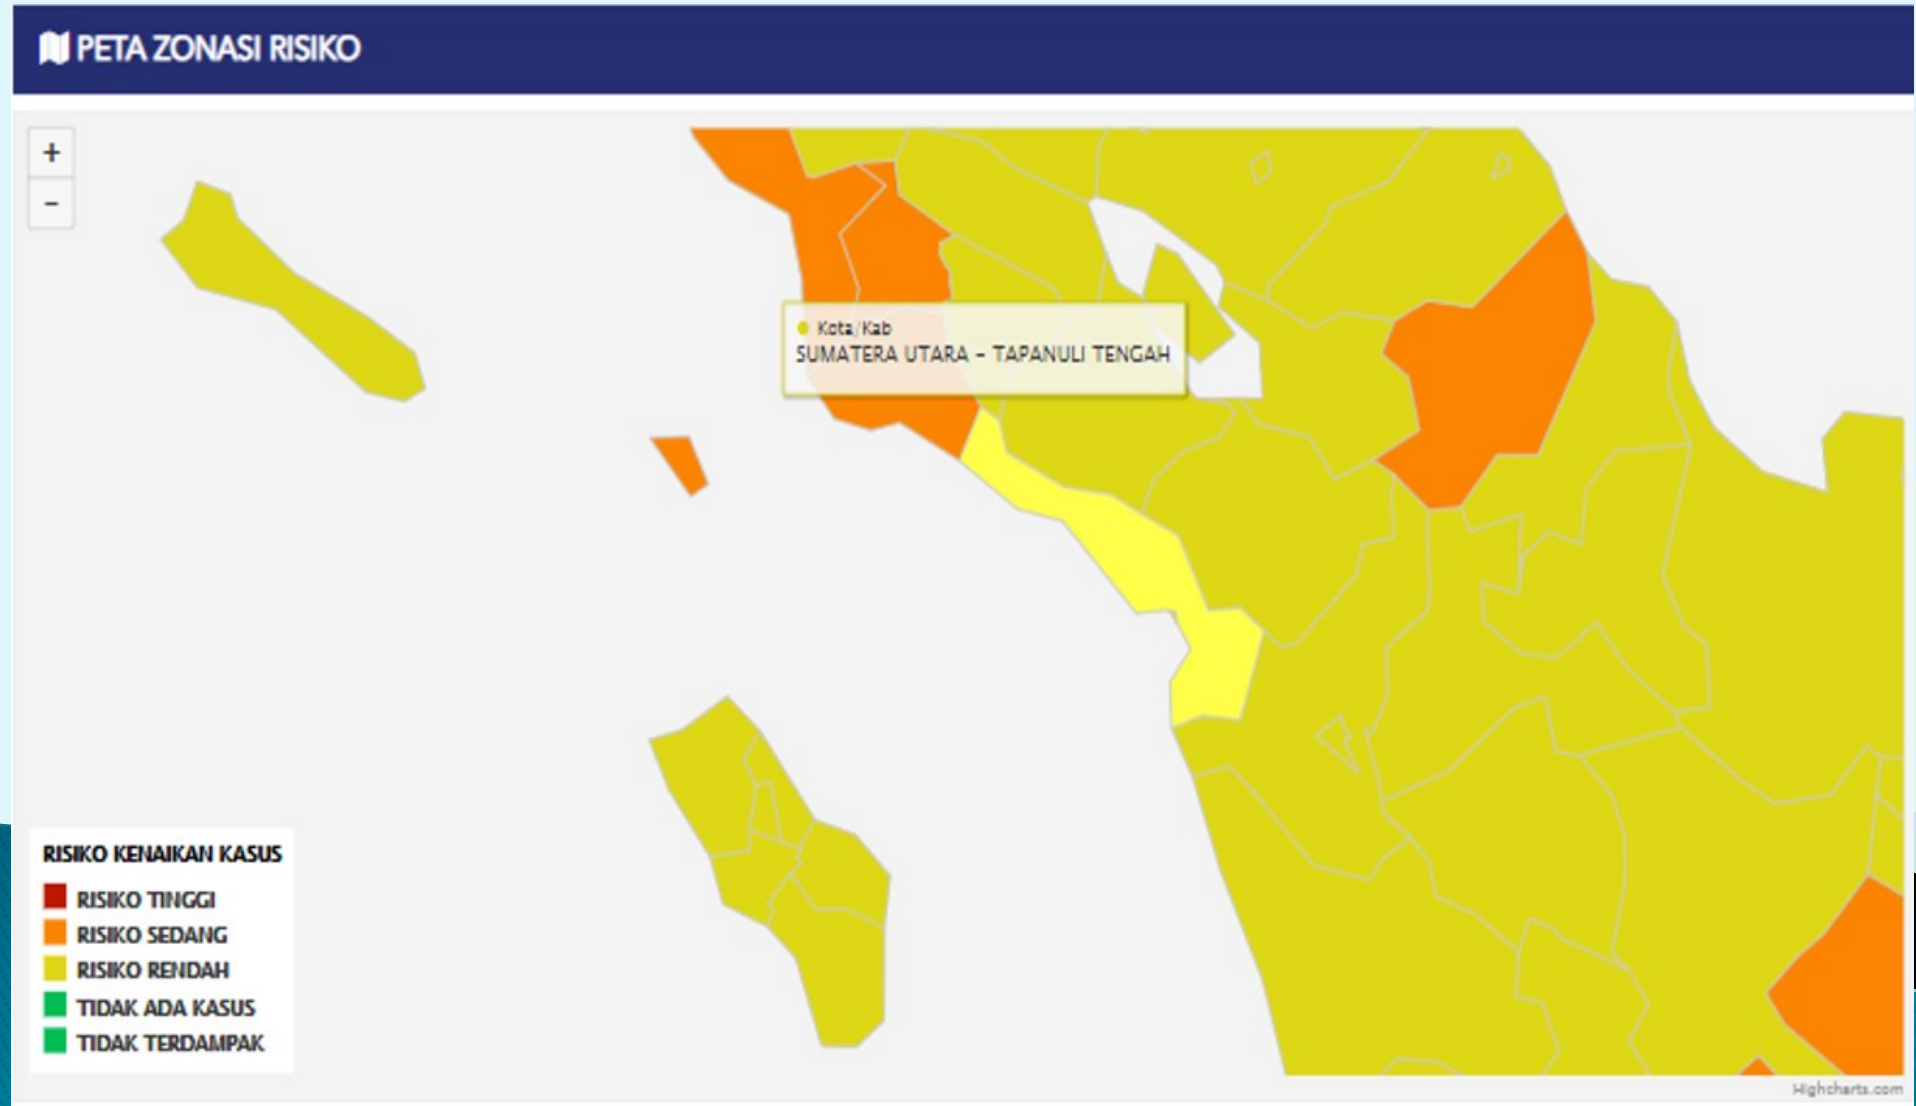 PETA ZONASI RISIKO
+
-
Kota/Kab
SUMATERA UTARA - TAPANULI TENGAH
RISIKO KENAIKAN KASUS
RISIKO TINGGI
RISIKO SEDANG
RISIKO RENDAH
TIDAK ADA KASUS
TIDAK TERDAMPAK
Highcharts.com